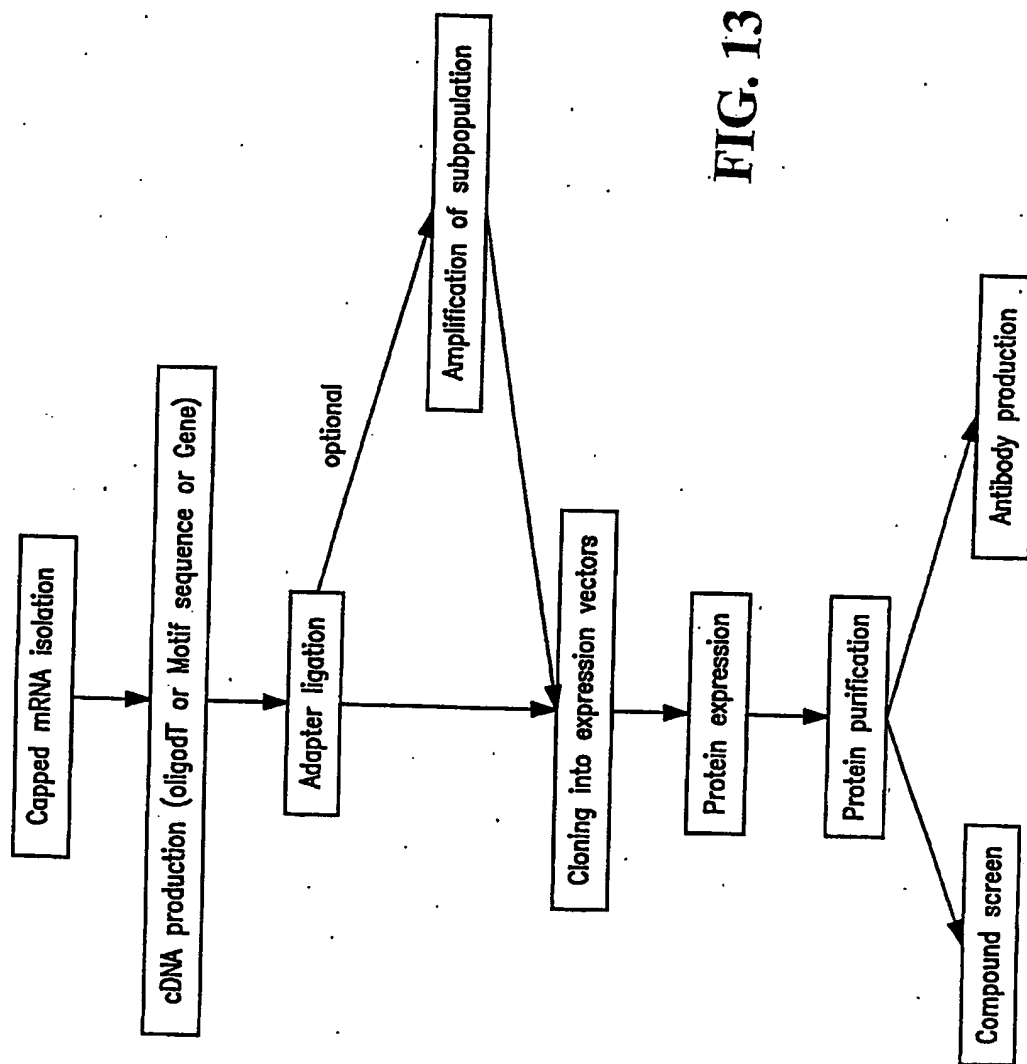 Capped mRNA isolation
cDNA production (oligodT or Motif sequence or Gene)
Adapter ligation
optional
Amplification of subpopulation
Cloning into expression vectors
Protein expression
Protein purification
Compound screen
Antibody production
FIG. 13